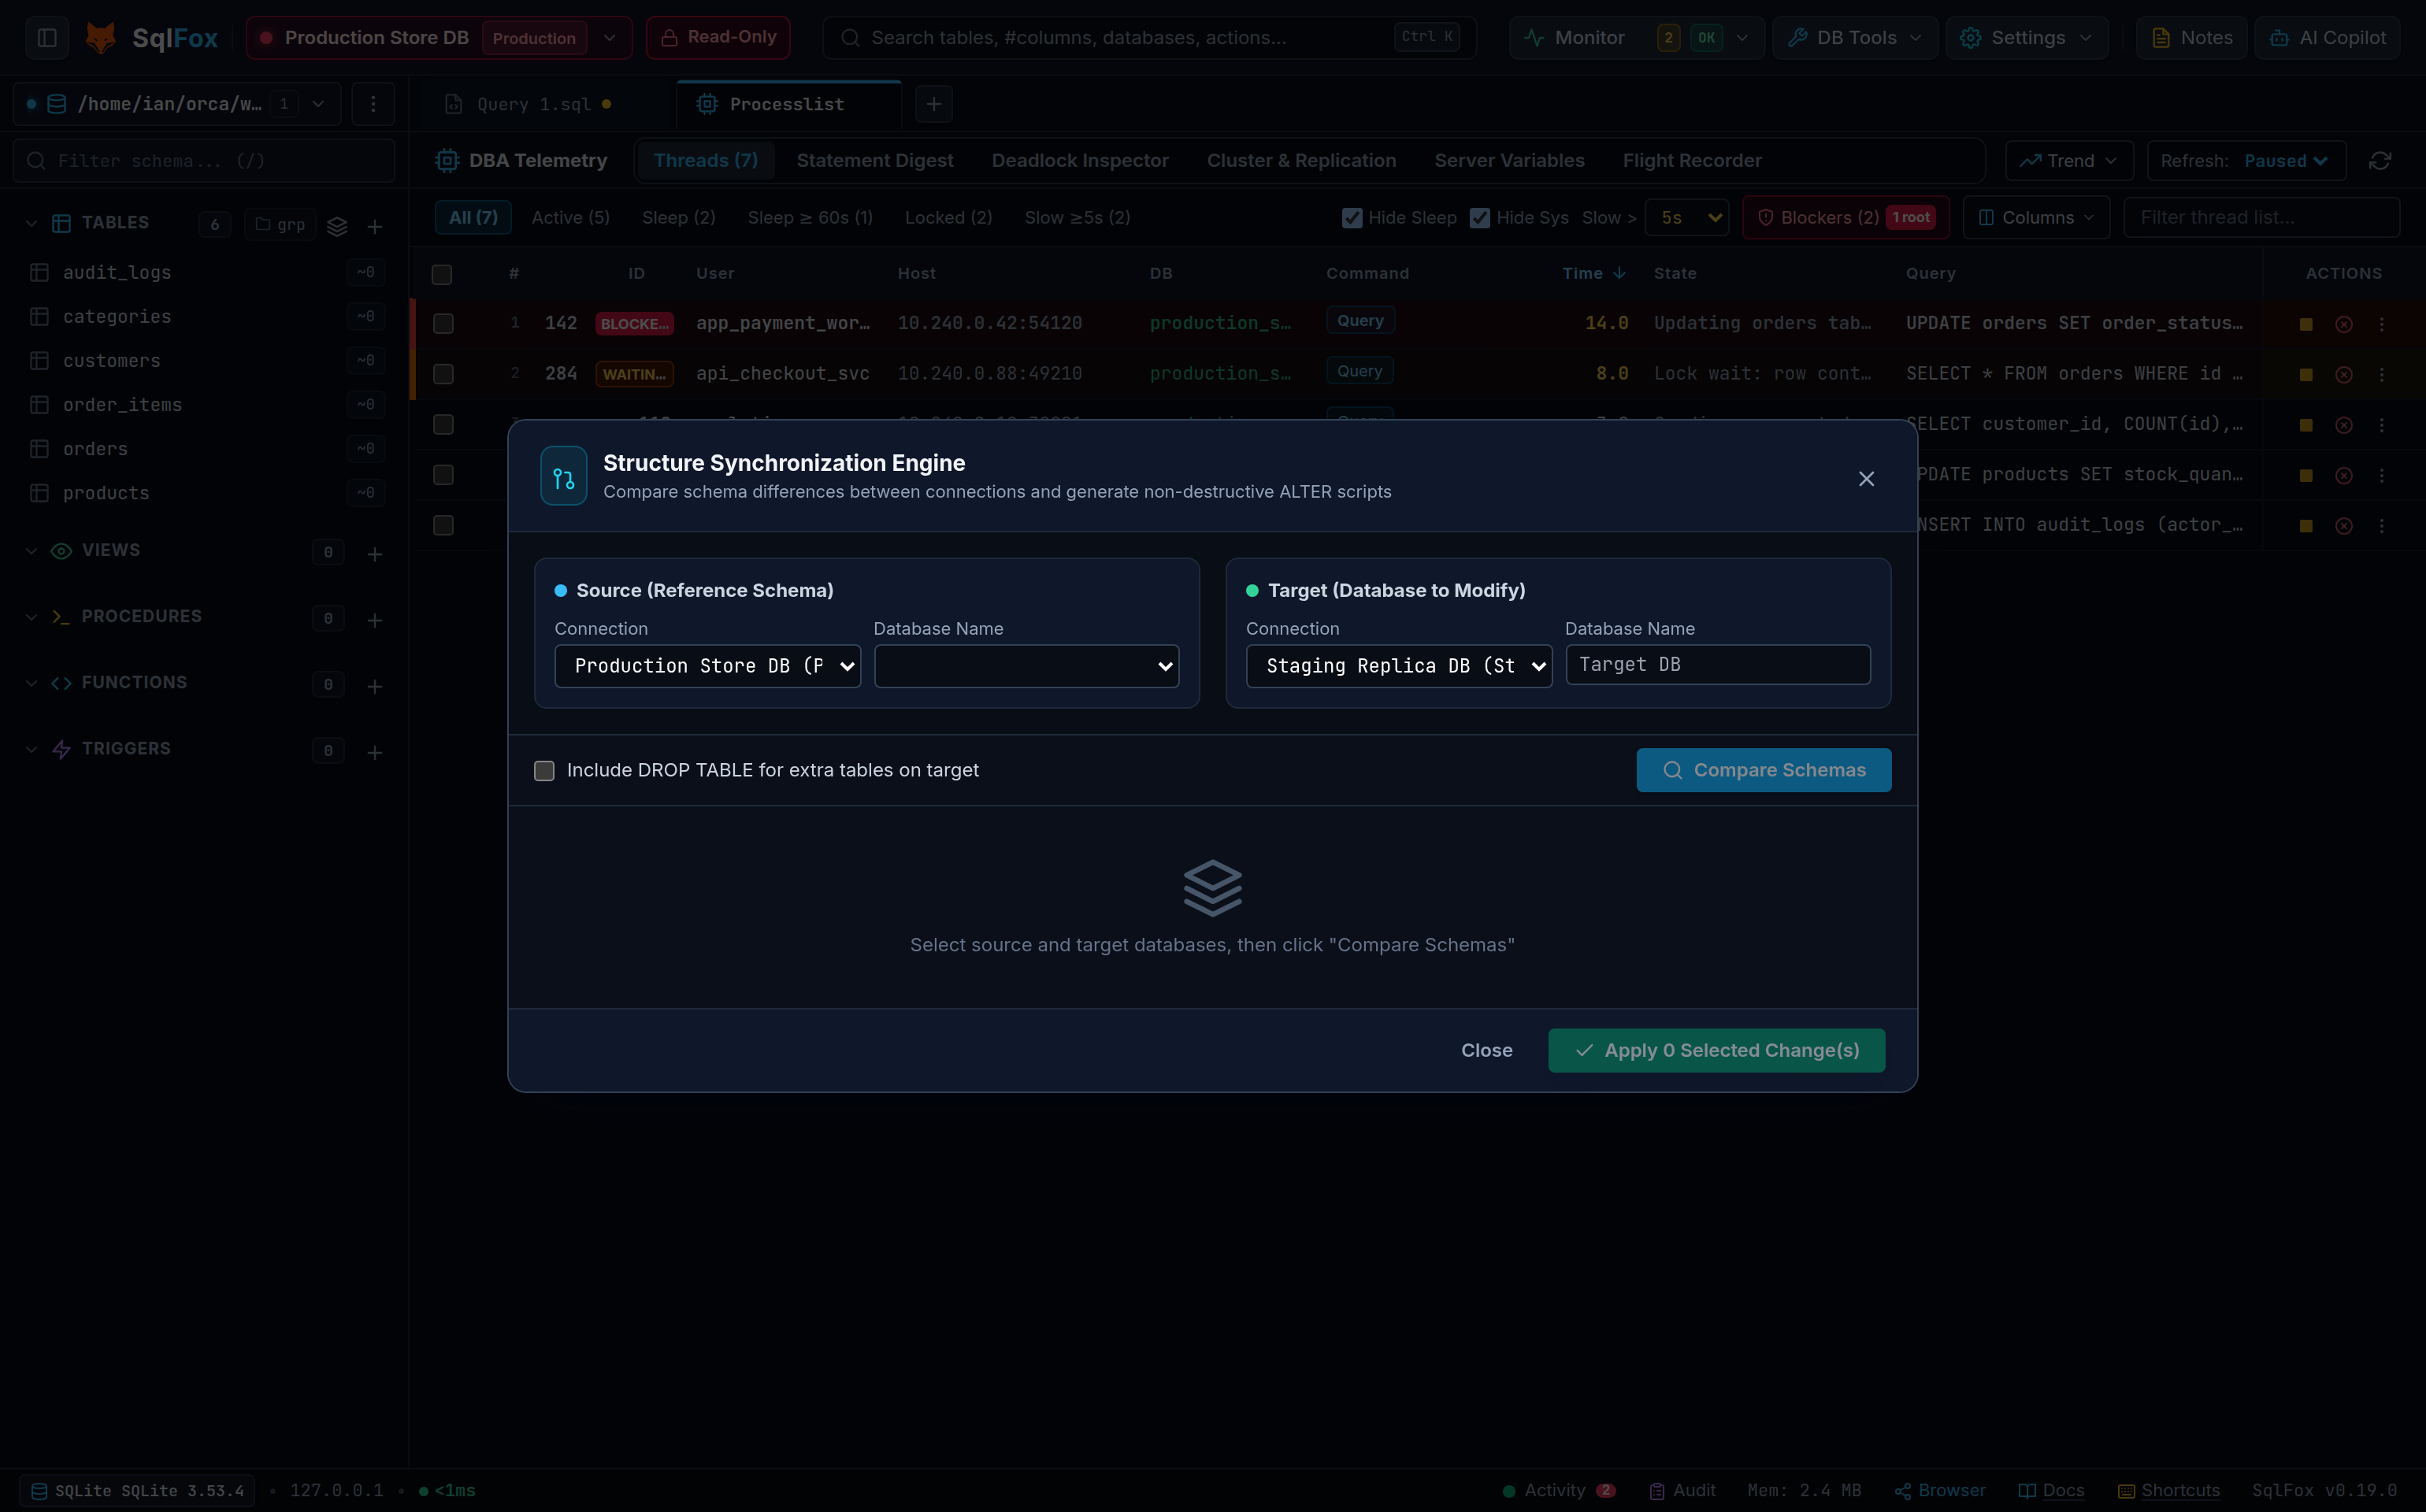 SqlFox
Production Store DB Production
Read-Only
Search tables, #columns, databases, actions... Ctrl K
Monitor 2 OK
DB Tools
Settings
Notes
AI Copilot
/home/ian/orca/w… 1
Query 1.sql
Processlist
Filter schema... (/)
DBA Telemetry
Threads (7)
Statement Digest
Deadlock Inspector
Cluster & Replication
Server Variables
Flight Recorder
Trend
Refresh: Paused
TABLES 6 grp
All (7)
Active (5)
Sleep (2)
Sleep ≥ 60s (1)
Locked (2)
Slow ≥5s (2)
Hide Sleep
Hide Sys
Slow > 5s
Blockers (2) 1 root
Columns
Filter thread list...
audit_logs ~0
categories ~0
customers ~0
order_items ~0
orders ~0
products ~0
VIEWS 0
PROCEDURES 0
FUNCTIONS 0
TRIGGERS 0
# ID User Host DB Command Time State Query ACTIONS
1 142 BLOCKE… app_payment_wor… 10.240.0.42:54120 production_s… Query 14.0 Updating orders tab… UPDATE orders SET order_status…
2 284 WAITIN… api_checkout_svc 10.240.0.88:49210 production_s… Query 8.0 Lock wait: row cont… SELECT * FROM orders WHERE id …
SELECT customer_id, COUNT(id),…
PDATE products SET stock_quan…
NSERT INTO audit_logs (actor_…
Structure Synchronization Engine
Compare schema differences between connections and generate non-destructive ALTER scripts
Source (Reference Schema)
Connection Database Name
Production Store DB (P
Target (Database to Modify)
Connection Database Name
Staging Replica DB (St Target DB
Include DROP TABLE for extra tables on target
Compare Schemas
Select source and target databases, then click "Compare Schemas"
Close
Apply 0 Selected Change(s)
SQLite SQLite 3.53.4 • 127.0.0.1 • <1ms
Activity 2
Audit
Mem: 2.4 MB
Browser
Docs
Shortcuts
SqlFox v0.19.0